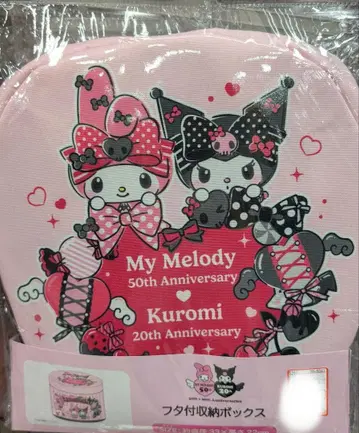 My Melody
50th Anniversary
Kuromi
20th Anniversary
フタ付収納ボックス